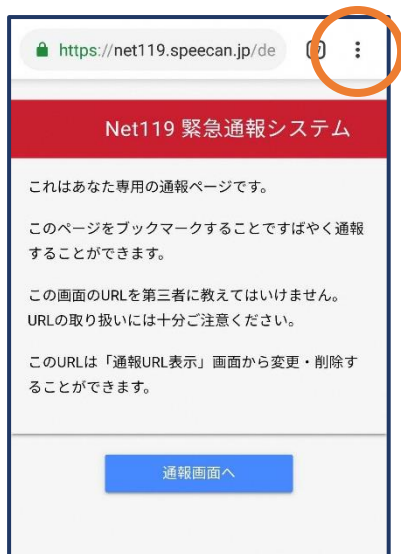 https://net119.speecan.jp/de
Net119 緊急通報システム
これはあなた専用の通報ページです。
このページをブックマークすることですばやく通報
することができます。
この画面のURLを第三者に教えてはいけません。
URLの取り扱いには十分ご注意ください。
このURLは「通報URL表示」画面から変更・削除す
ることができます。
通報画面へ